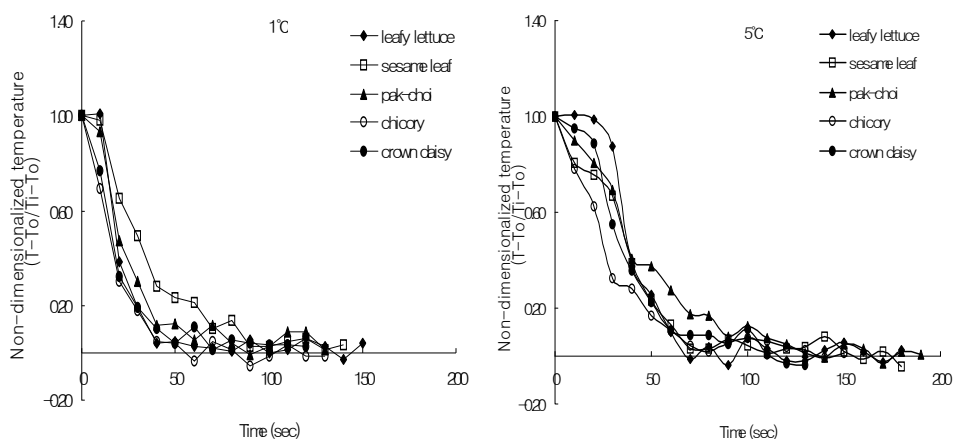 1.40
1.00
0.60
0.20
-0.20
0
50
100
150
200
Non-dimensionalized temperature
(T-To/Ti-To)
Time (sec)
1℃
leafy lettuce
sesame leaf
pak-choi
chicory
crown daisy
1.40
1.00
0.60
0.20
-0.20
0
50
100
150
200
Non-dimensionalized temperature
(T-To/Ti-To)
Time (sec)
5℃
leafy lettuce
sesame leaf
pak-choi
chicory
crown daisy